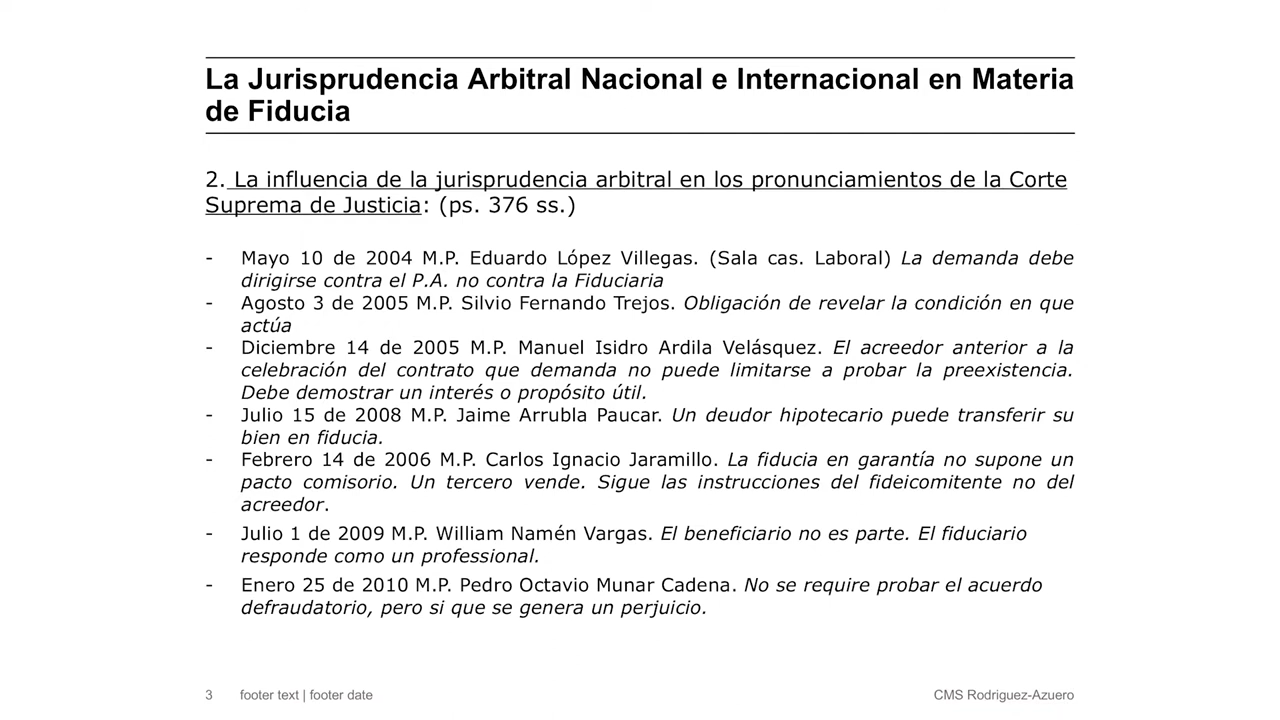 La Jurisprudencia Arbitral Nacional e Internacional en Materia
de Fiducia
2. La influencia de la jurisprudencia arbitral en los pronunciamientos de la Corte
Suprema de Justicia: (ps. 376 ss.)
- Mayo 10 de 2004 M.P. Eduardo López Villegas. (Sala cas. Laboral) La demanda debe
dirigirse contra el P.A. no contra la Fiduciaria
- Agosto 3 de 2005 M.P. Silvio Fernando Trejos. Obligación de revelar la condición en que
actúa
- Diciembre 14 de 2005 M.P. Manuel Isidro Ardila Velásquez. El acreedor anterior a la
celebración del contrato que demanda no puede limitarse a probar la preexistencia.
Debe demostrar un interés o propósito útil.
- Julio 15 de 2008 M.P. Jaime Arrubla Paucar. Un deudor hipotecario puede transferir su
bien en fiducia.
- Febrero 14 de 2006 M.P. Carlos Ignacio Jaramillo. La fiducia en garantía no supone un
pacto comisorio. Un tercero vende. Sigue las instrucciones del fideicomitente no del
acreedor.
- Julio 1 de 2009 M.P. William Namén Vargas. El beneficiario no es parte. El fiduciario
responde como un professional.
- Enero 25 de 2010 M.P. Pedro Octavio Munar Cadena. No se require probar el acuerdo
defraudatorio, pero si que se genera un perjuicio.
3 footer text | footer date CMS Rodriguez-Azuero